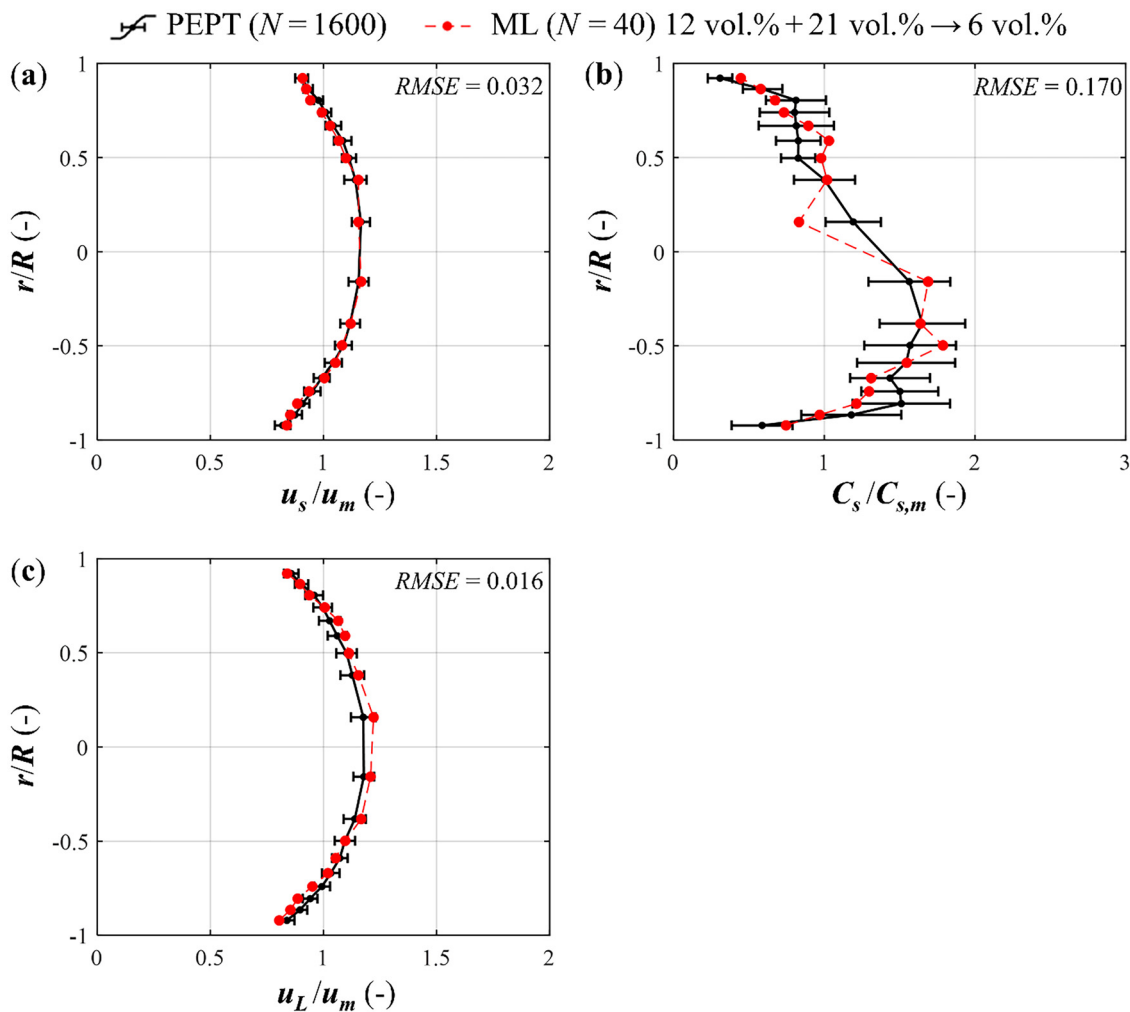 PEPT (N = 1600) ML (N = 40) 12 vol.% + 21 vol.% → 6 vol.%
(a) (b)
RMSE = 0.032 RMSE = 0.170
1 1
0.5 0.5
0 0
-0.5 -0.5
-1 -1
r/R (-) r/R (-)
0 0.5 1 1.5 2 0 1 2 3
us/um (-) Cs/Cs,m (-)
(c)
RMSE = 0.016
1
0.5
0
-0.5
-1
r/R (-)
0 0.5 1 1.5 2
uL/um (-)